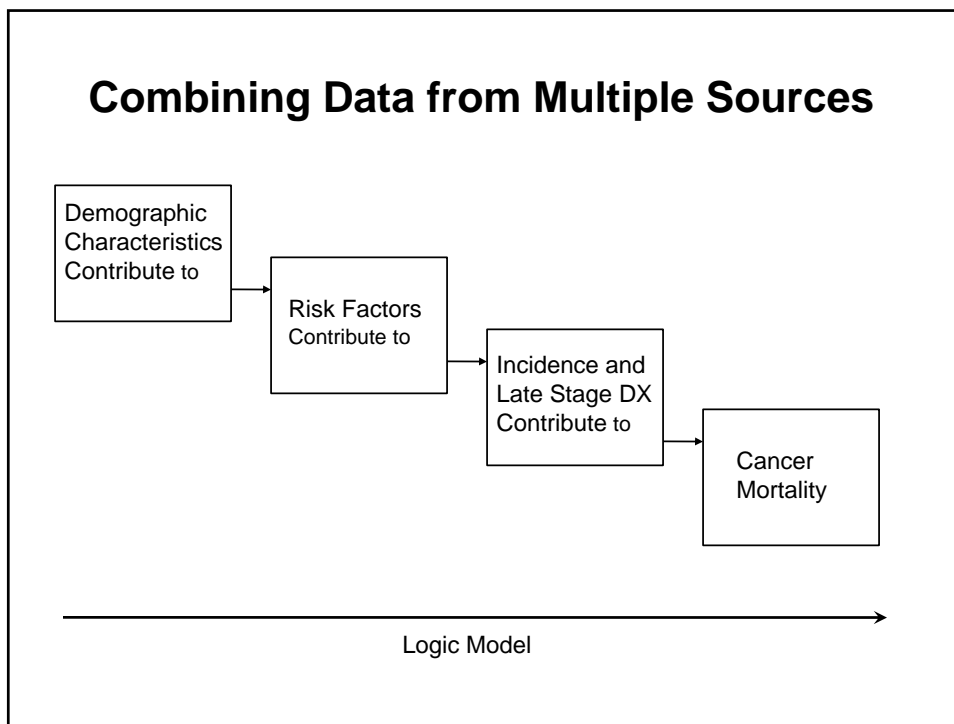 Combining Data from Multiple Sources
Demographic
Characteristics
Contribute to
Risk Factors
Contribute to
Incidence and
Late Stage DX
Contribute to
Cancer
Mortality
Logic Model